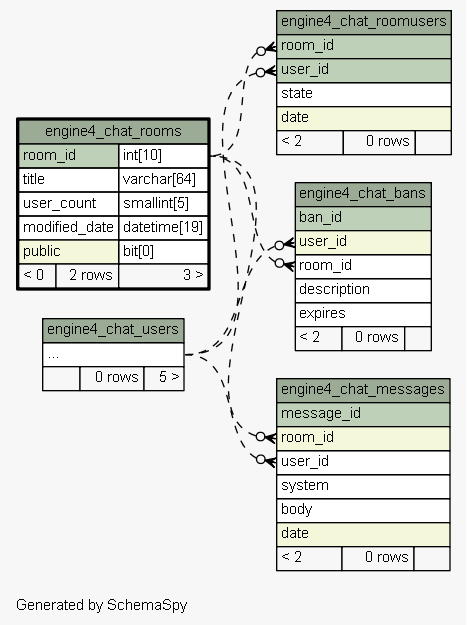 engine4_chat_roomusers
room_id
user_id
state
date
< 2 0 rows
engine4_chat_rooms
room_id int[10]
title varchar[64]
user_count smallint[5]
modified_date datetime[19]
public bit[0]
< 0 2 rows 3 >
engine4_chat_bans
ban_id
user_id
room_id
description
expires
< 2 0 rows
engine4_chat_users
...
0 rows 5 >
engine4_chat_messages
message_id
room_id
user_id
system
body
date
< 2 0 rows
Generated by SchemaSpy